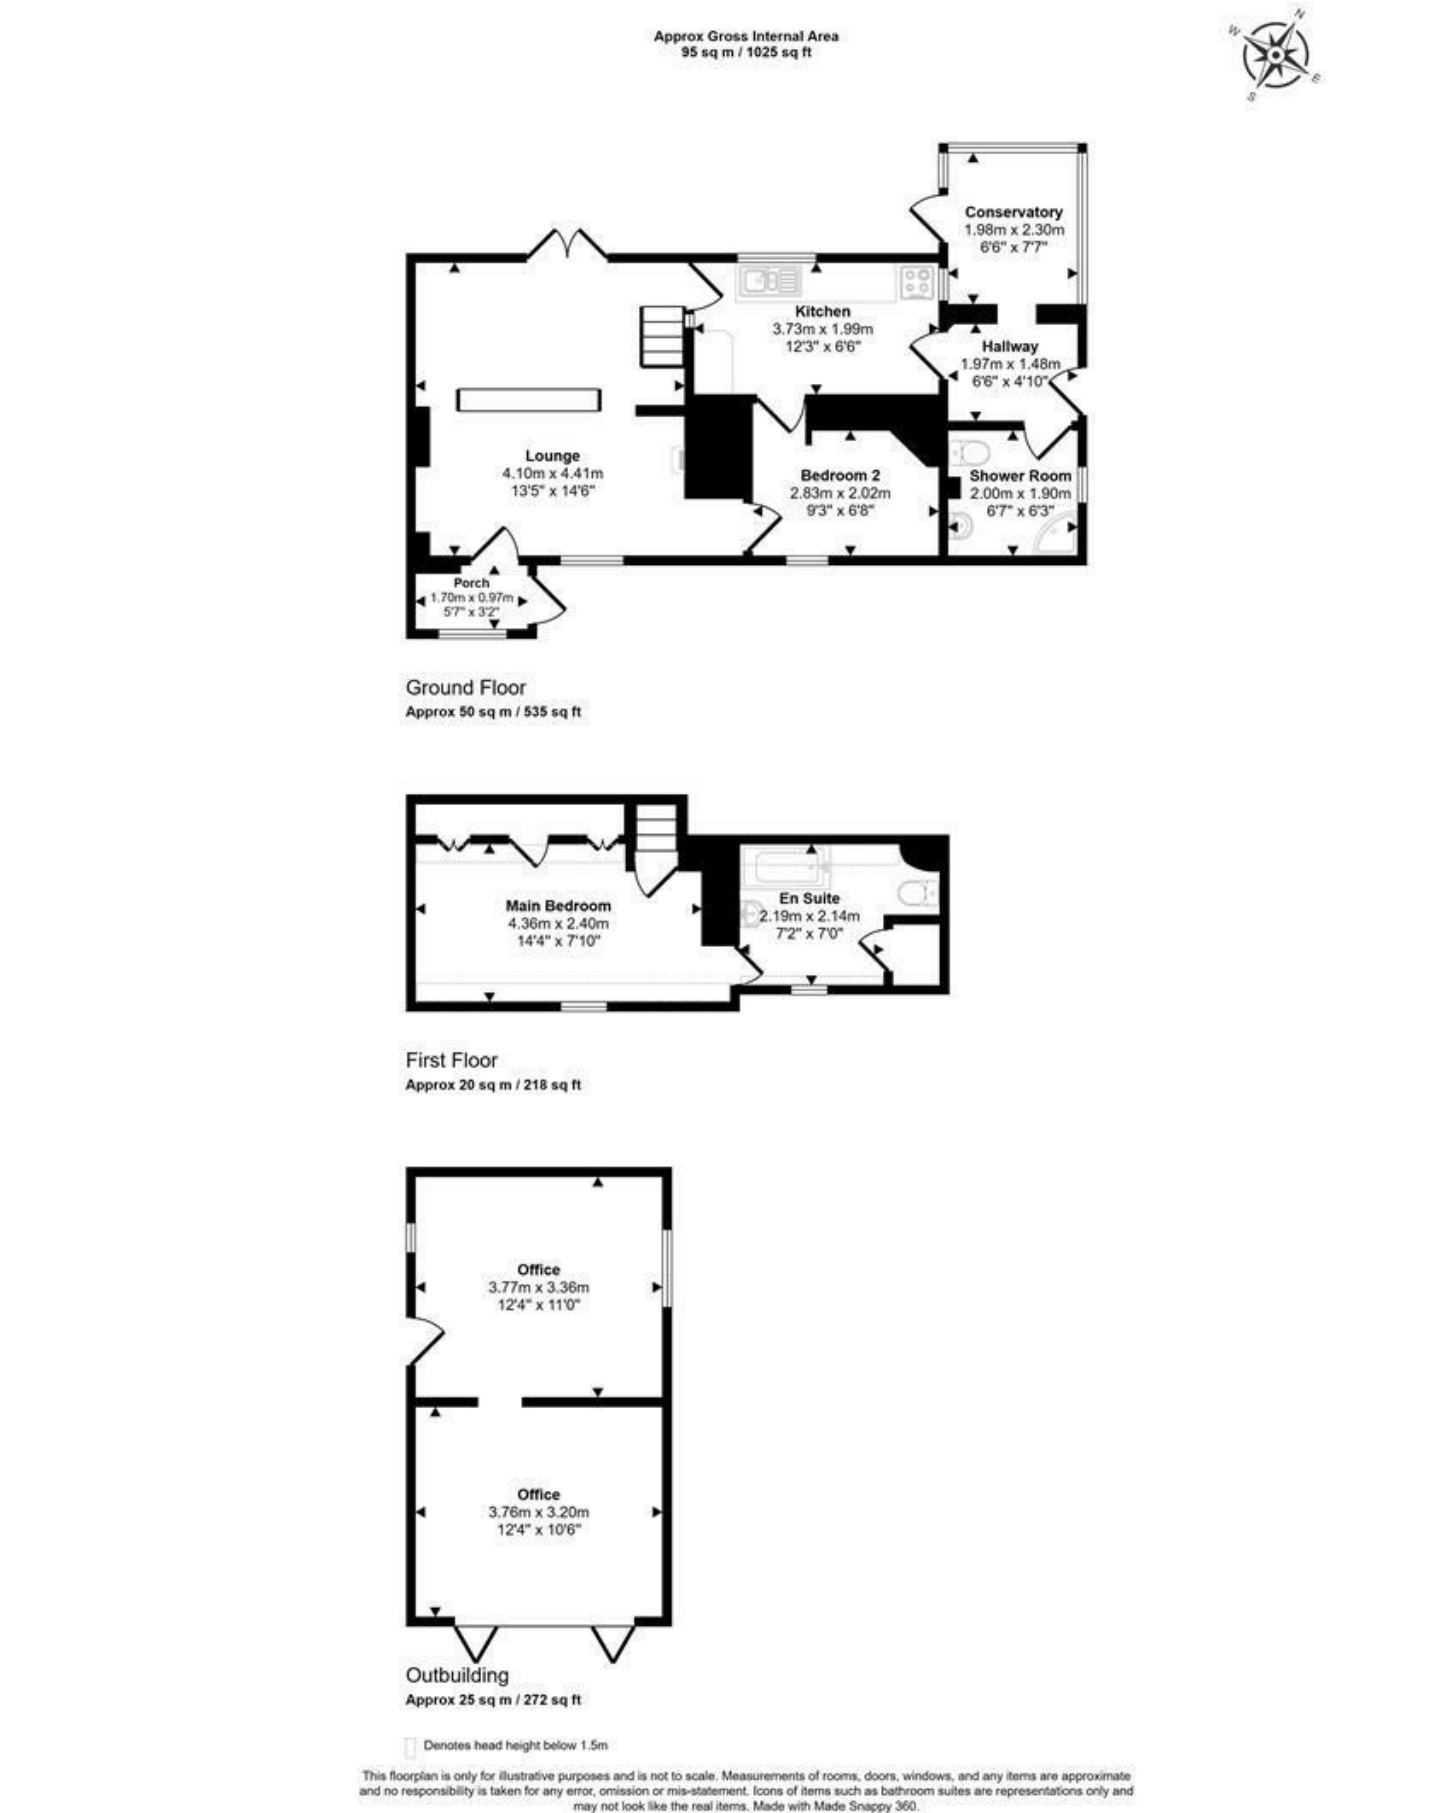 Approx Gross Internal Area
95 sq m / 1025 sq ft
N
W
E
S
Conservatory
1.98m x 2.30m
6'6" x 7'7"
Kitchen
3.73m x 1.99m
12'3" x 6'6"
Hallway
1.97m x 1.48m
6'6" x 4'10"
Lounge
4.10m x 4.41m
13'5" x 14'6"
Bedroom 2
2.83m x 2.02m
9'3" x 6'8"
Shower Room
2.00m x 1.90m
6'7" x 6'3"
Porch
1.70m x 0.97m
5'7" x 3'2"
Ground Floor
Approx 50 sq m / 535 sq ft
Main Bedroom
4.36m x 2.40m
14'4" x 7'10"
En Suite
2.19m x 2.14m
7'2" x 7'0"
First Floor
Approx 20 sq m / 218 sq ft
Office
3.77m x 3.36m
12'4" x 11'0"
Office
3.76m x 3.20m
12'4" x 10'6"
Outbuilding
Approx 25 sq m / 272 sq ft
Denotes head height below 1.5m
This floorplan is only for illustrative purposes and is not to scale. Measurements of rooms, doors, windows, and any items are approximate
and no responsibility is taken for any error, omission or mis-statement. Icons of items such as bathroom suites are representations only and
may not look like the real items. Made with Made Snappy 360.